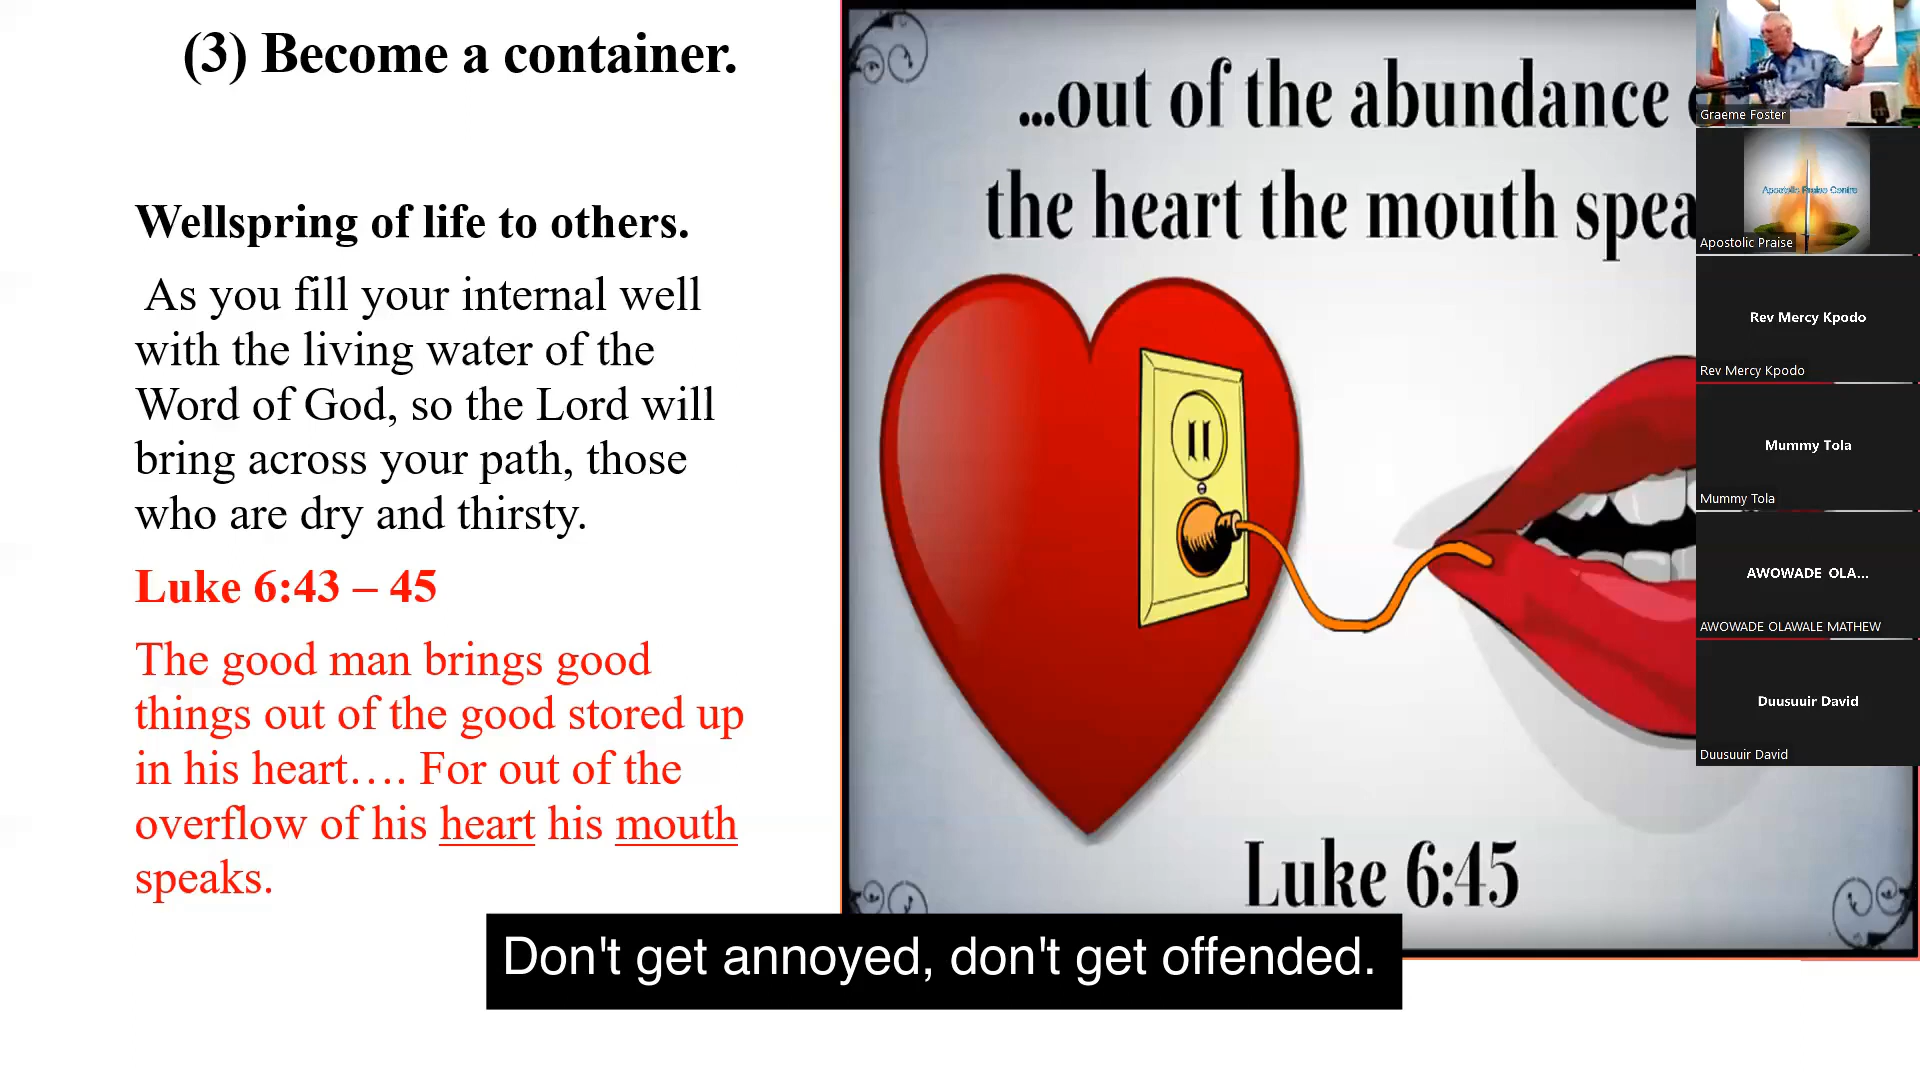 (3) Become a container.
Wellspring of life to others.
As you fill your internal well
with the living water of the
Word of God, so the Lord will
bring across your path, those
who are dry and thirsty.
Luke 6:43 – 45
The good man brings good
things out of the good stored up
in his heart…. For out of the
overflow of his heart his mouth
speaks.
...out of the abundance
the heart the mouth spea
Luke 6:45
Don't get annoyed, don't get offended.
Graeme Foster
Apostolic Praise Centre
Apostolic Praise
Rev Mercy Kpodo
Rev Mercy Kpodo
Mummy Tola
Mummy Tola
AWOWADE OLA...
AWOWADE OLAWALE MATHEW
Duusuuir David
Duusuuir David